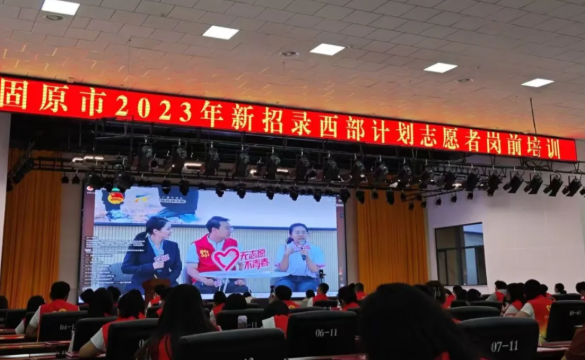 固原市2023年新招录西部计划志愿者岗前培训
无志愿
不青春
06-11
07-11